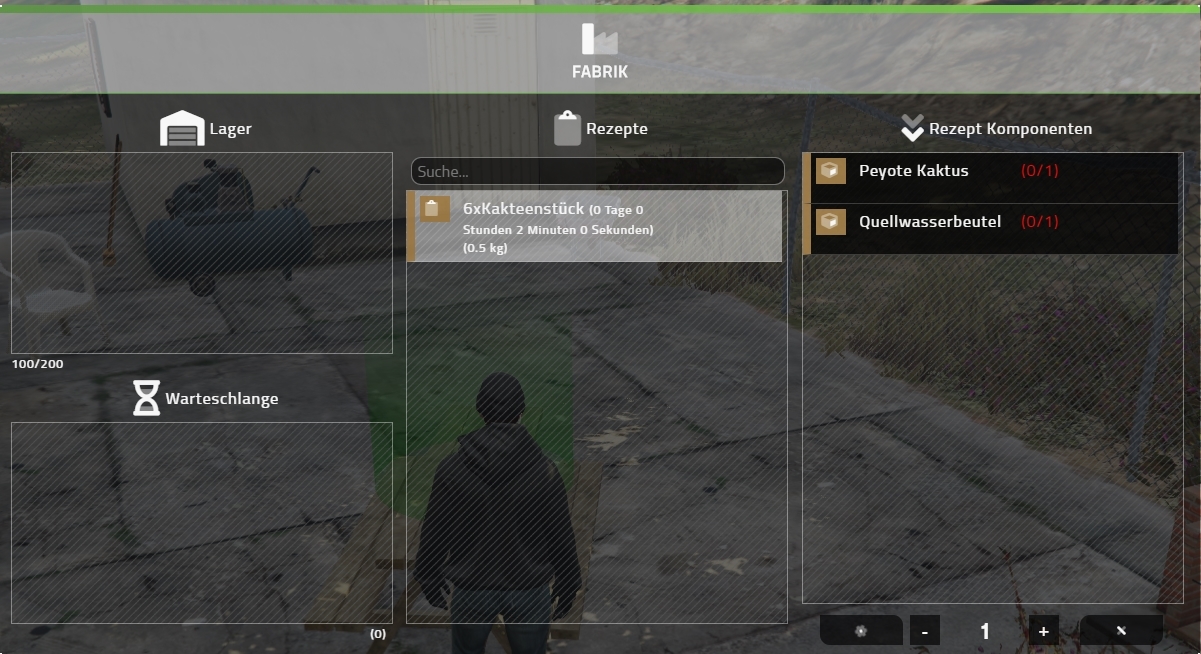 FABRIK
Lager
100/200
Warteschlange
(0)
Rezepte
Suche...
6xKakteenstück (0 Tage 0
Stunden 2 Minuten 0 Sekunden)
(0.5 kg)
Rezept Komponenten
Peyote Kaktus (0/1)
Quellwasserbeutel (0/1)
- 1 +